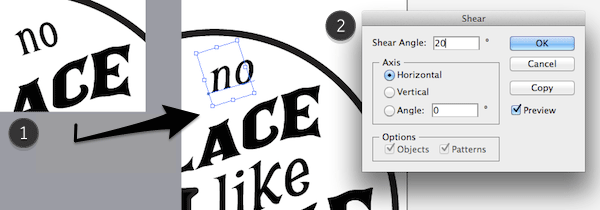 no
ACE
1
no
LACE
like
2
Shear
Shear Angle: 20 °
OK
Axis
Horizontal
Vertical
Angle: 0 °
Cancel
Copy
Preview
Options
Objects Patterns